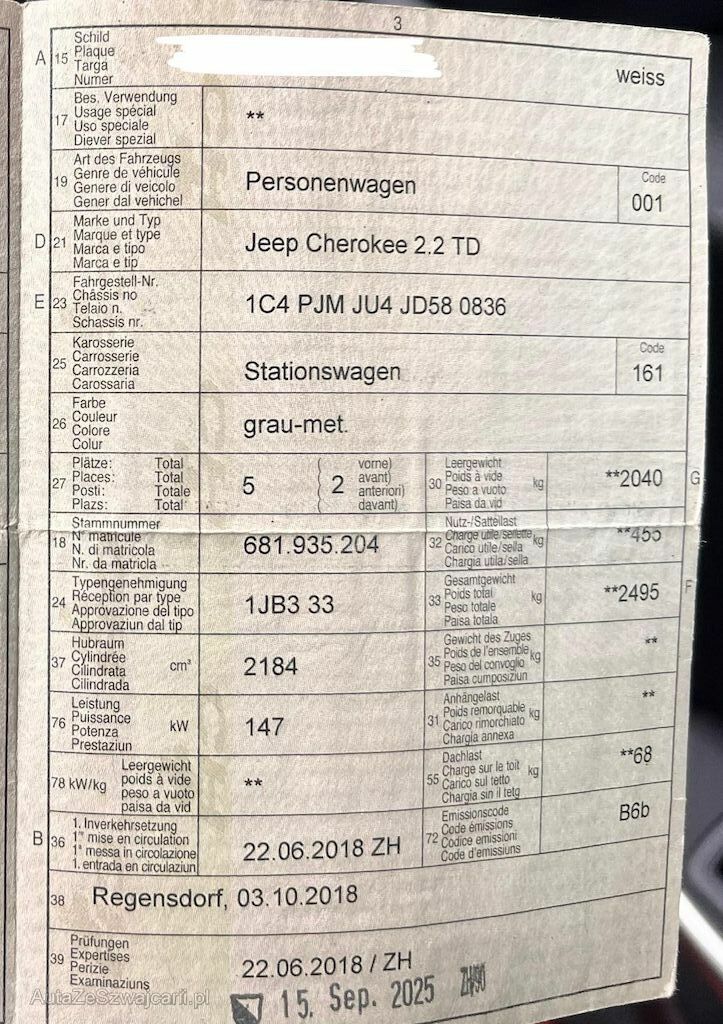 3
A 15 Schild
Plaque
Targa
Numer
weiss
17 Bes. Verwendung
Usage spécial
Uso speciale
Diever spezial
**
19 Art des Fahrzeugs
Genre de véhicule
Genere di veicolo
Gener dal vehichel
Personenwagen
Code
001
D 21 Marke und Typ
Marque et type
Marca e tipo
Marca e tip
Jeep Cherokee 2.2 TD
E 23 Fahrgestell-Nr.
Châssis no
Telaio n.
Schassis nr.
1C4 PJM JU4 JD58 0836
25 Karosserie
Carrosserie
Carrozzeria
Carossaria
Stationswagen
Code
161
26 Farbe
Couleur
Colore
Colur
grau-met.
27 Plätze: Total
Places: Total
Posti: Totale
Plazs: Total
5 ( 2 vorne)
avant)
anteriori)
davant)
30 Leergewicht
Poids à vide
Peso a vuoto
Paisa da vid
kg
**2040
G
18 Stammnummer
N° matricule
N. di matricola
Nr. da matricla
681.935.204
32 Nutz-/Sattellast
Charge utile/sellette
Carico utile/sella
Chargia utila/sella
kg
**455
24 Typengenehmigung
Réception par type
Approvazione del tipo
Approvaziun dal tip
1JB3 33
33 Gesamtgewicht
Poids total
Peso totale
Paisa totala
kg
**2495
F
37 Hubraum
Cylindrée
Cilindrata
Cilindrada
cm³
2184
35 Gewicht des Zuges
Poids de l'ensemble
Peso del convoglio
Paisa cumposiziun
kg
**
76 Leistung
Puissance
Potenza
Prestaziun
kW
147
31 Anhängelast
Poids remorquable
Carico rimorchiato
Chargia annexa
kg
**
78 kW/kg Leergewicht
poids à vide
peso a vuoto
paisa da vid
**
55 Dachlast
Charge sur le toit
Carico sul tetto
Chargia sin il tetg
kg
**68
B 36 1. Inverkehrsetzung
1re mise en circulation
1a messa in circolazione
1. entrada en circulaziun
22.06.2018 ZH
72 Emissionscode
Code émissions
Codice emissioni
Code d'emissiuns
B6b
38 Regensdorf, 03.10.2018
39 Prüfungen
Expertises
Perizie
Examinaziuns
22.06.2018 / ZH
15. Sep. 2025
AutaZeSzwajcarii.pl